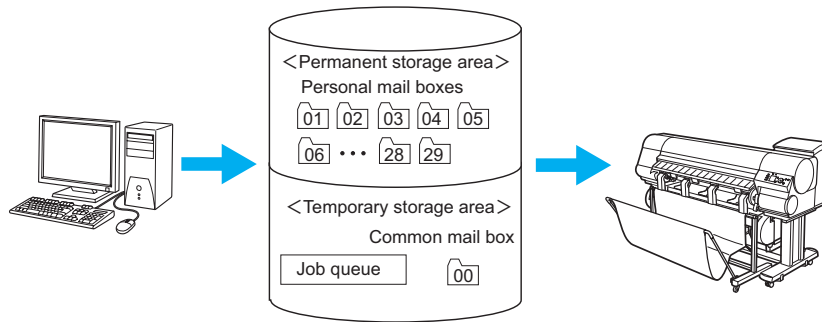 ＜Permanent storage area＞
Personal mail boxes
01 02 03 04 05
06 ・・・ 28 29
＜Temporary storage area＞
Common mail box
Job queue 00